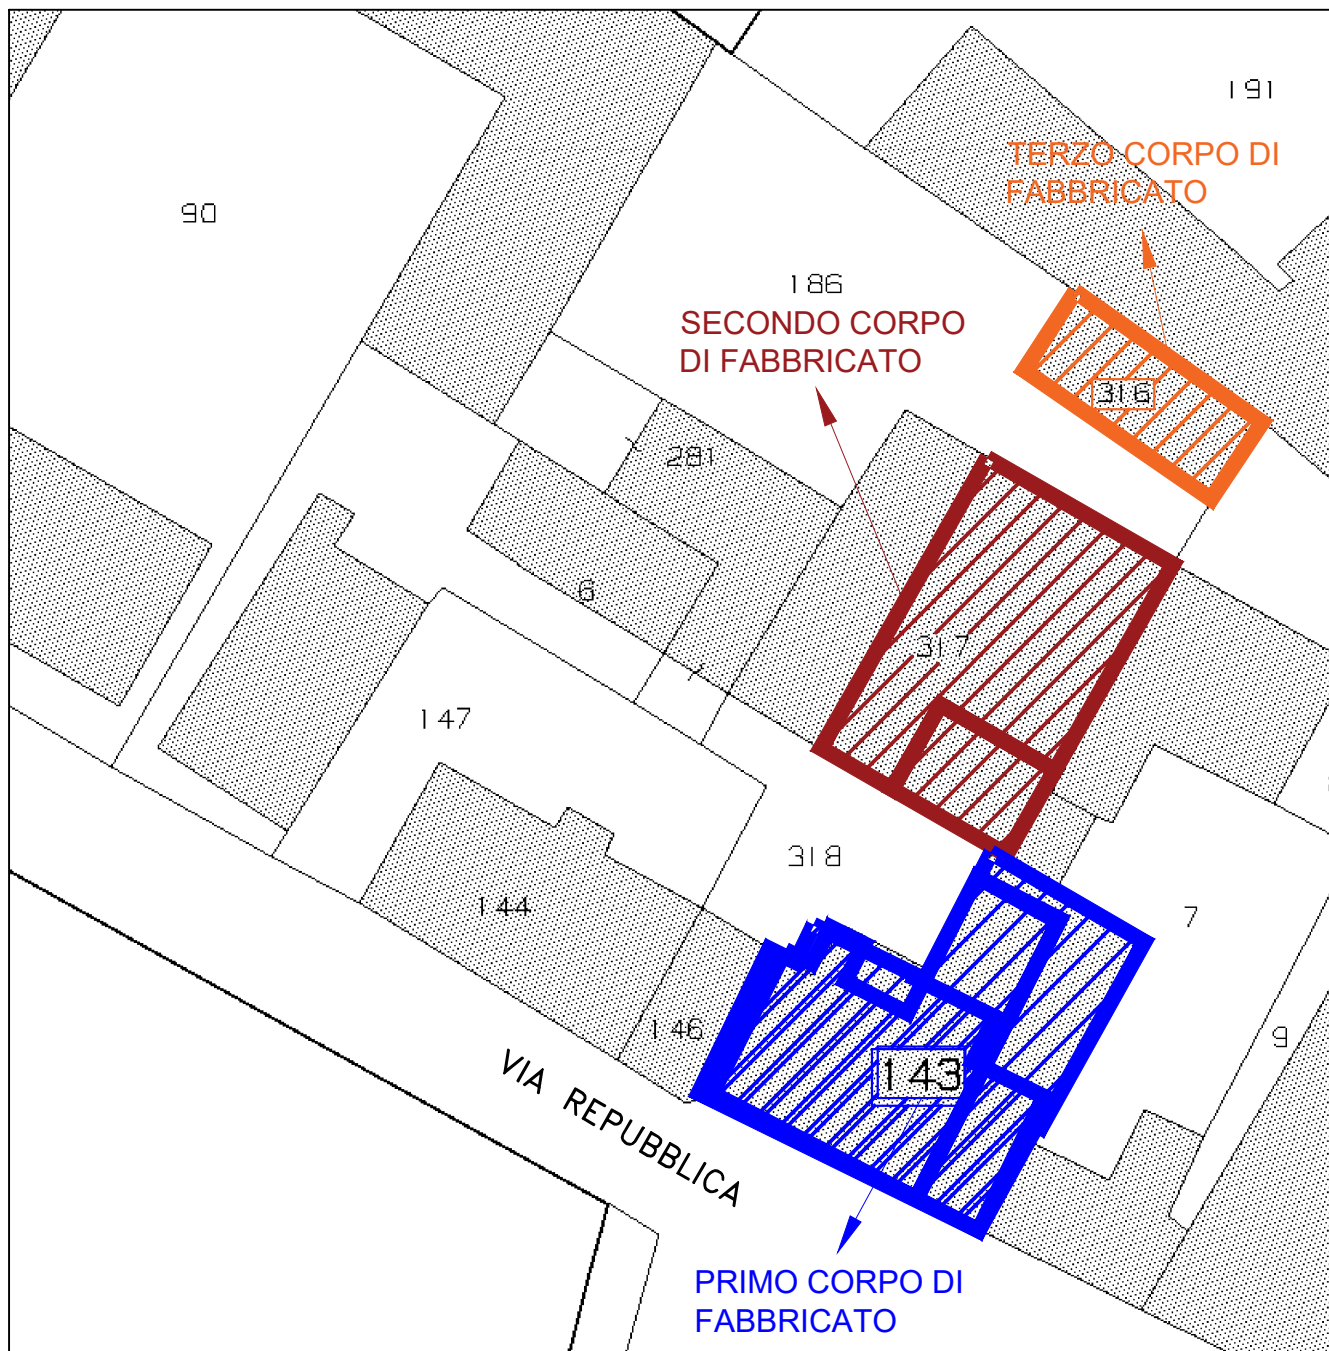 191
TERZO CORPO DI
FABBRICATO
90
186
SECONDO CORPO
DI FABBRICATO
316
281
6
317
147
318
144
7
146
9
143
VIA REPUBBLICA
PRIMO CORPO DI
FABBRICATO